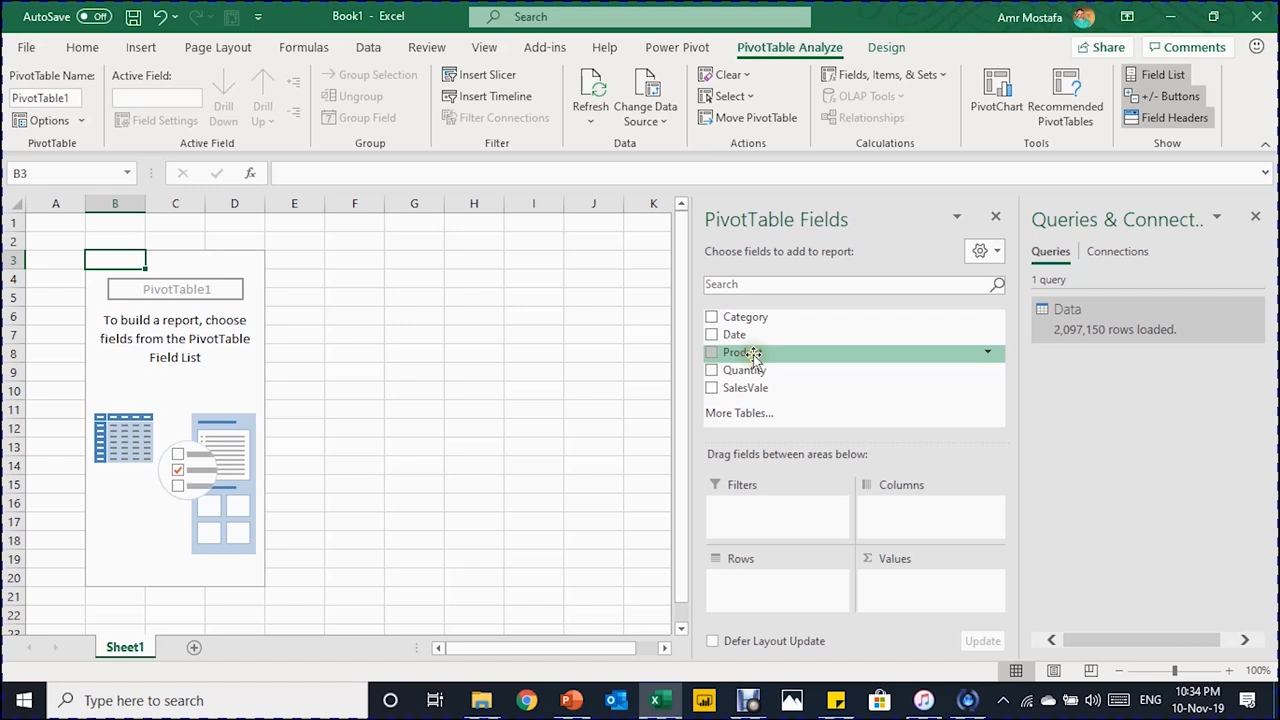 AutoSave Off Book1 - Excel Search Amr Mostafa
File Home Insert Page Layout Formulas Data Review View Add-ins Help Power Pivot PivotTable Analyze Design Share Comments
PivotTable Name:
PivotTable1
Options
PivotTable
Active Field:
Field Settings
Drill
Down
Drill
Up
Active Field
Group Selection
Ungroup
Group Field
Group
Insert Slicer
Insert Timeline
Filter Connections
Filter
Refresh
Change Data
Source
Data
Clear
Select
Move PivotTable
Actions
Fields, Items, & Sets
OLAP Tools
Relationships
Calculations
PivotChart
Recommended
PivotTables
Tools
Field List
+/- Buttons
Field Headers
Show
B3 fx
A B C D E F G H I J K
1
2
3
4
5
6
7
8
9
10
11
12
13
14
15
16
17
18
19
20
21
22
23
PivotTable1
To build a report, choose
fields from the PivotTable
Field List
Sheet1
PivotTable Fields
Choose fields to add to report:
Search
Category
Date
Quantity
SalesVale
More Tables...
Drag fields between areas below:
Filters Columns
Rows Σ Values
Defer Layout Update Update
Queries & Connect..
Queries Connections
1 query
Data
2,097,150 rows loaded.
100%
Type here to search
ENG
10:34 PM
10-Nov-19